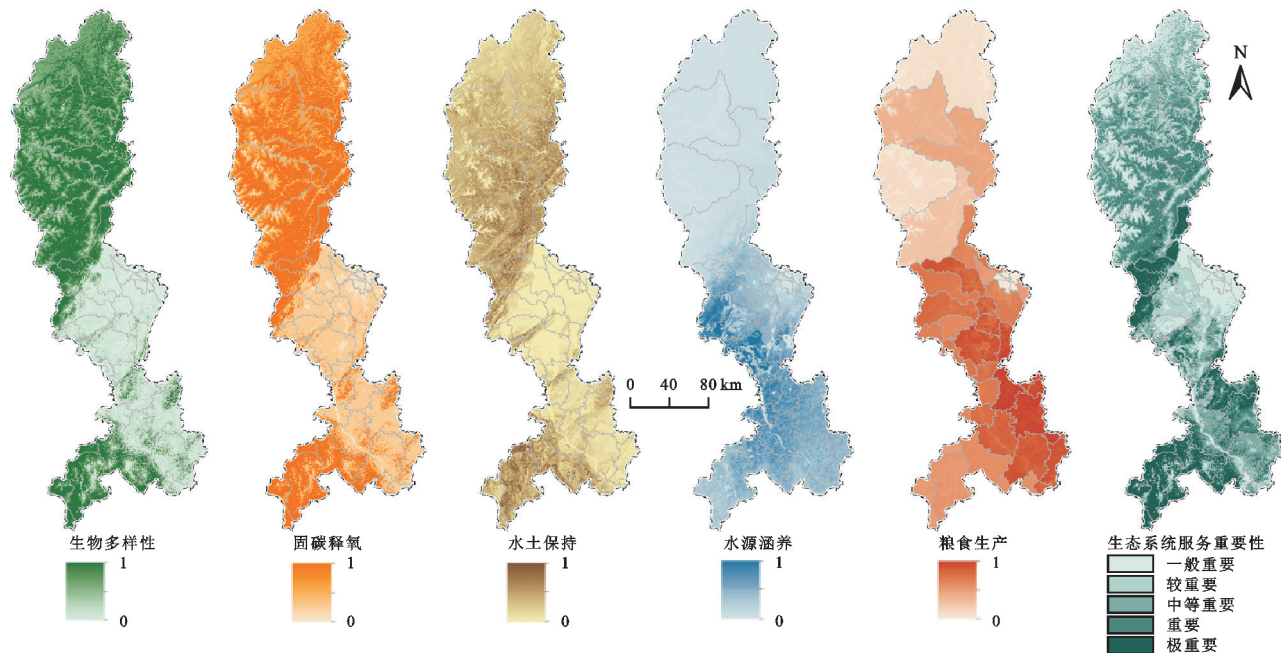 N
0 40 80 km
生物多样性
1
0
固碳释氧
1
0
水土保持
1
0
水源涵养
1
0
粮食生产
1
0
生态系统服务重要性
一般重要
较重要
中等重要
重要
极重要